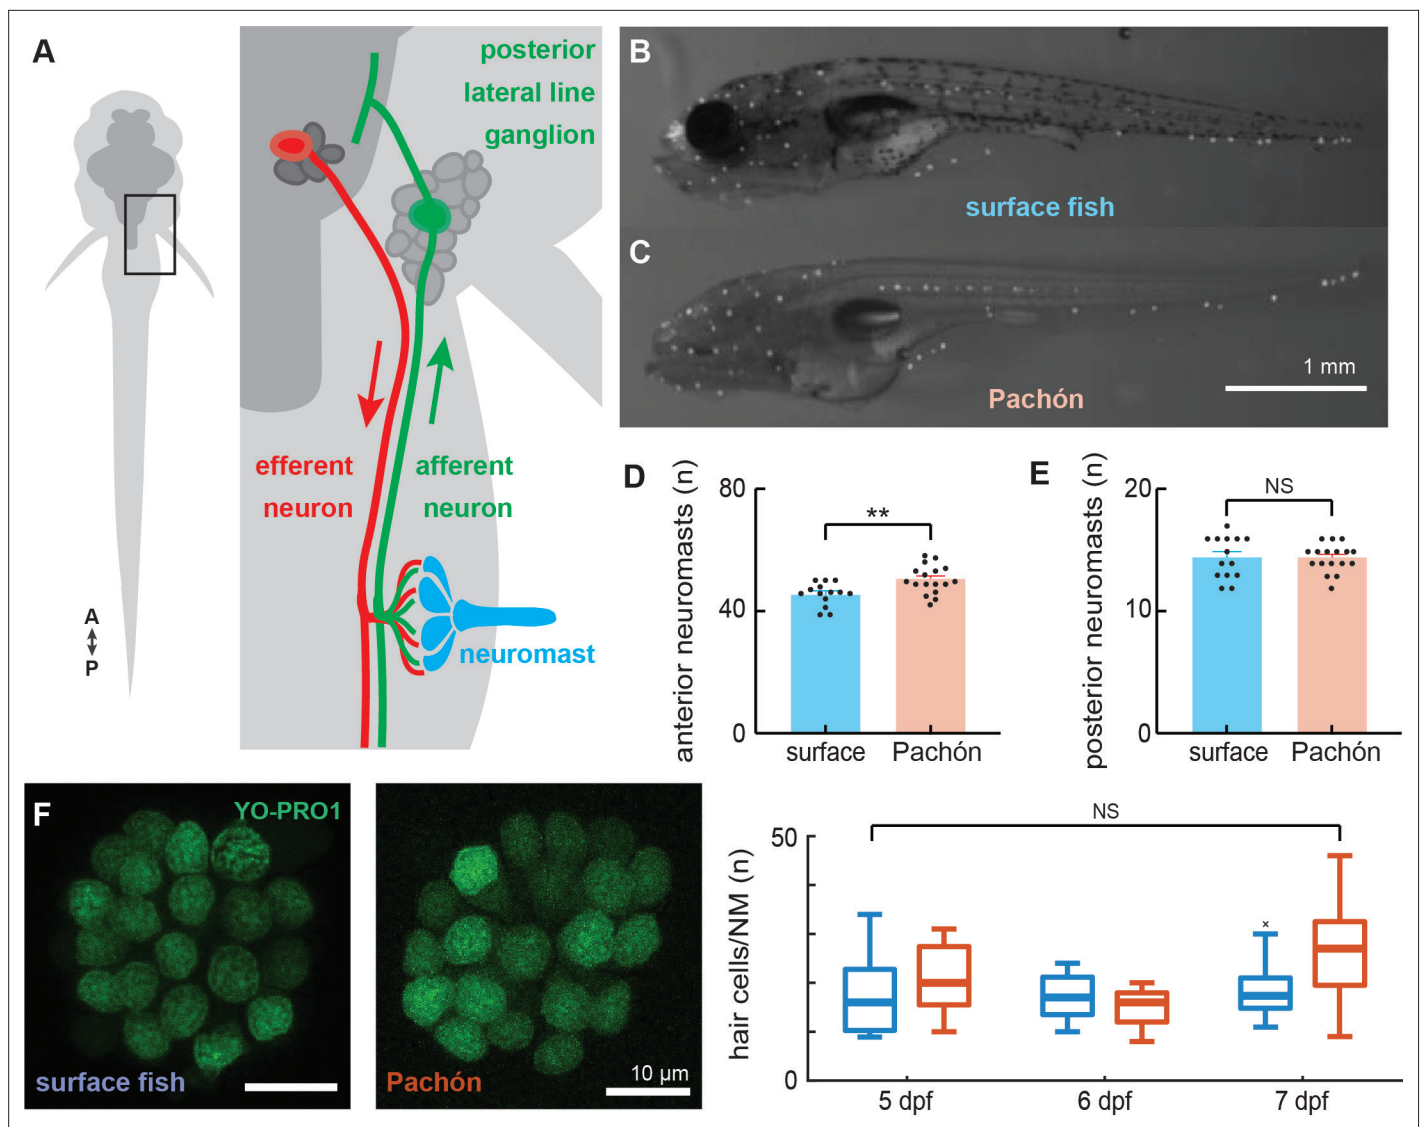 A
posterior
lateral line
ganglion
efferent
neuron
afferent
neuron
neuromast
A
P
B
surface fish
C
1 mm
Pachón
D
anterior neuromasts (n)
80
40
0
**
surface
Pachón
E
posterior neuromasts (n)
20
10
0
NS
surface
Pachón
F
YO-PRO1
surface fish
Pachón
10 µm
hair cells/NM (n)
50
0
NS
×
5 dpf
6 dpf
7 dpf